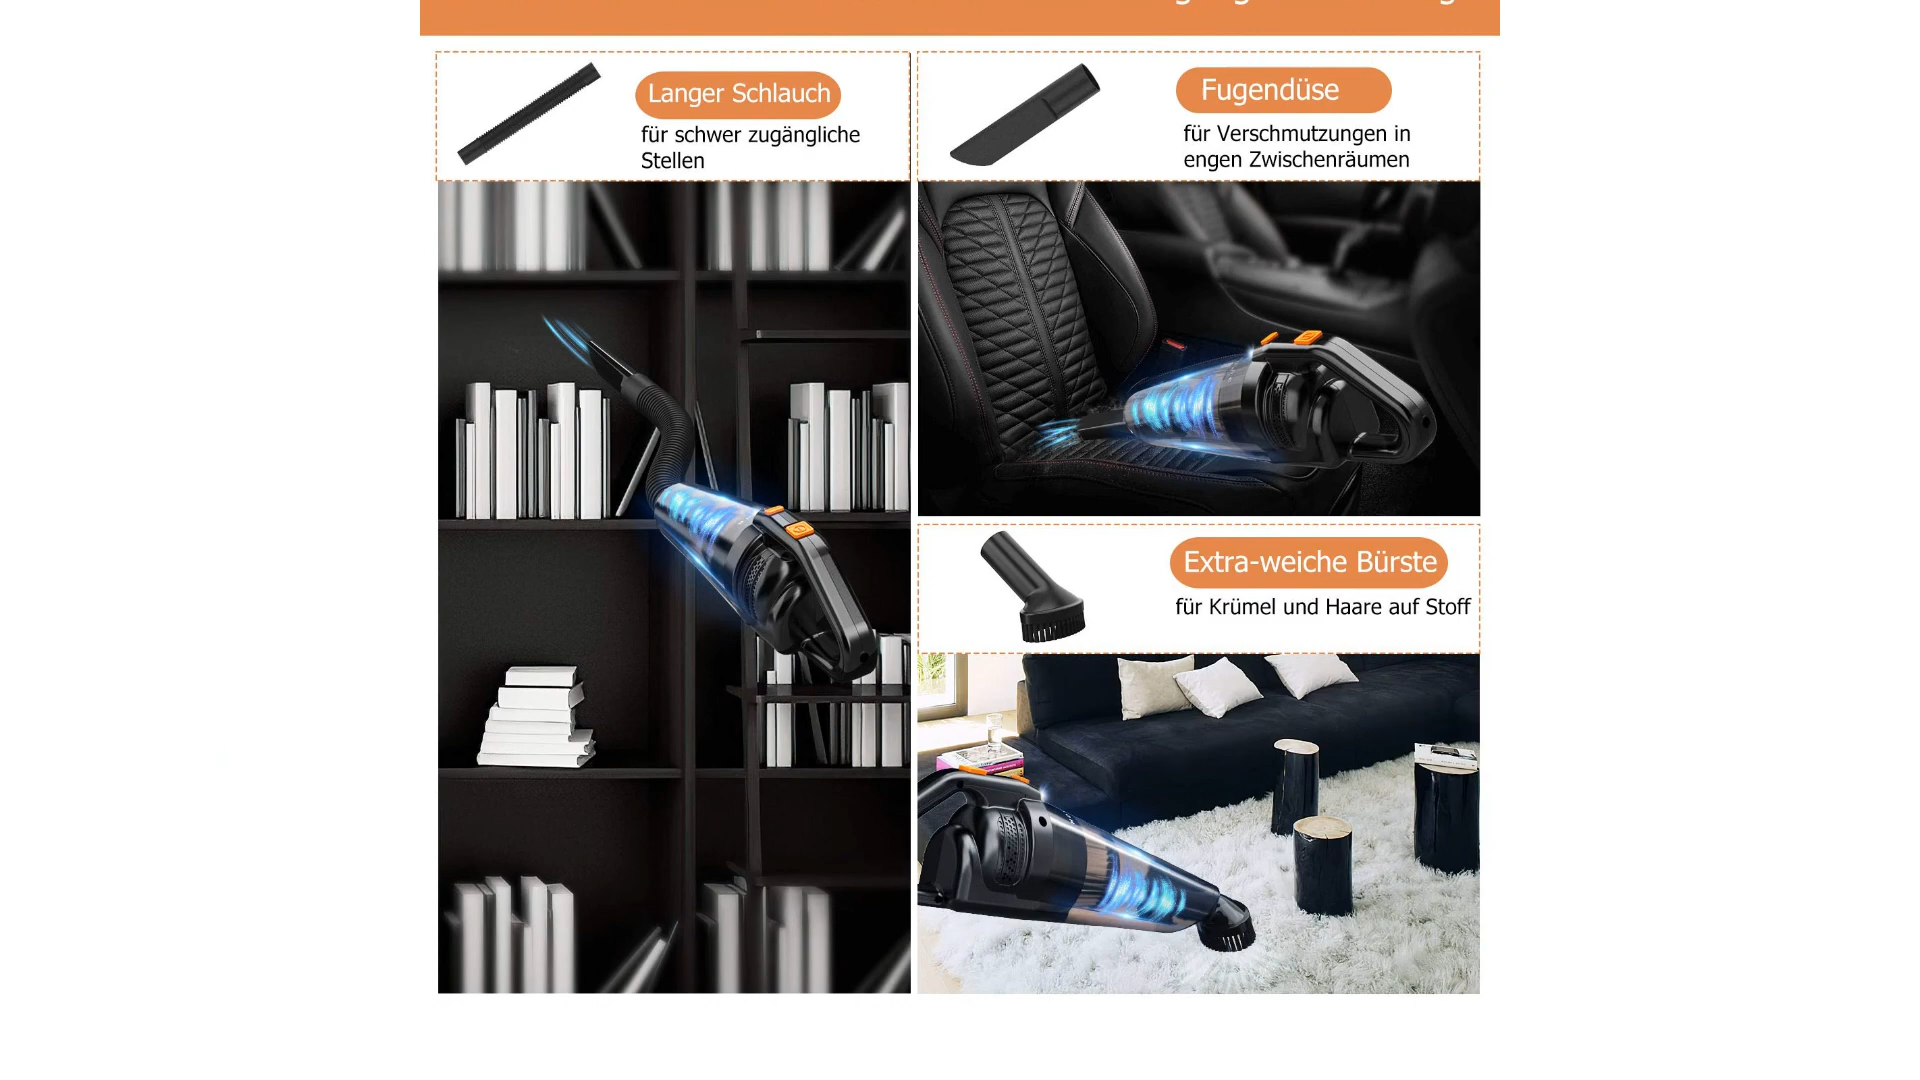 Langer Schlauch
für schwer zugängliche
Stellen
Fugendüse
für Verschmutzungen in
engen Zwischenräumen
Extra-weiche Bürste
für Krümel und Haare auf Stoff